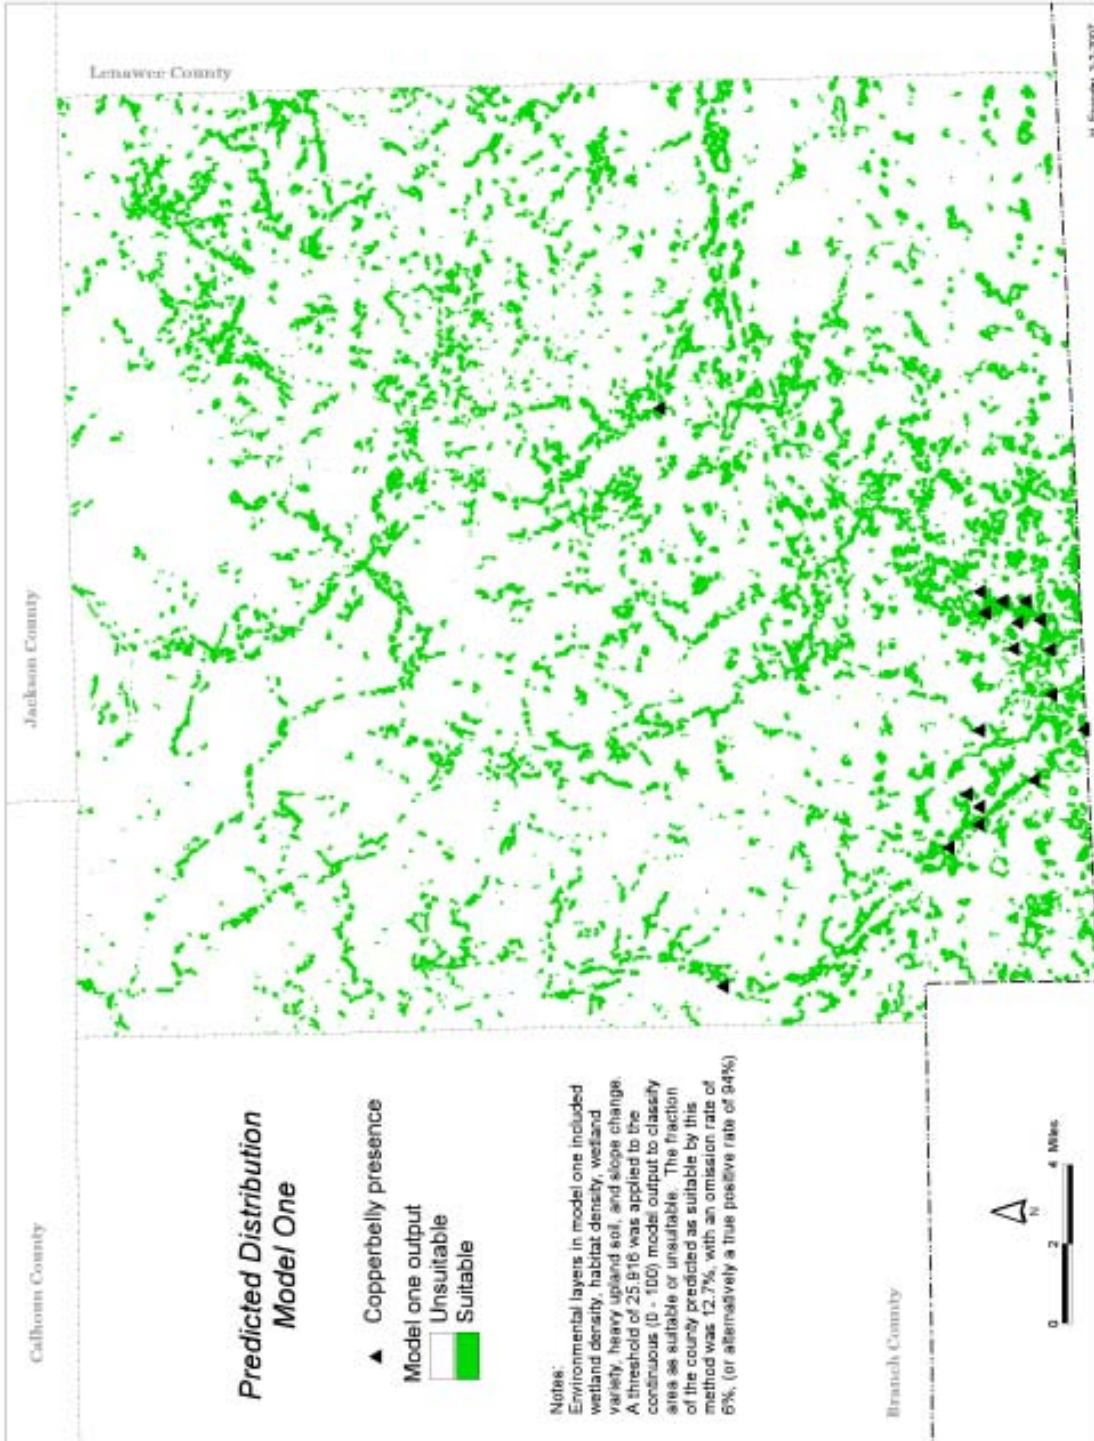 Calhoun County
Jackson County
Lenawee County
Predicted Distribution
Model One
Copperbelly presence
Model one output
Unsuitable
Suitable
Notes:
Environmental layers in model one included
wetland density, habitat density, wetland
variety, heavy upland soil, and slope change.
A threshold of 25.916 was applied to the
continuous (0 - 100) model output to classify
area as suitable or unsuitable. The fraction
of the county predicted as suitable by this
method was 12.7%, with an omission rate of
6%, (or alternatively a true positive rate of 94%)
Branch County
N
0 2 4 Miles